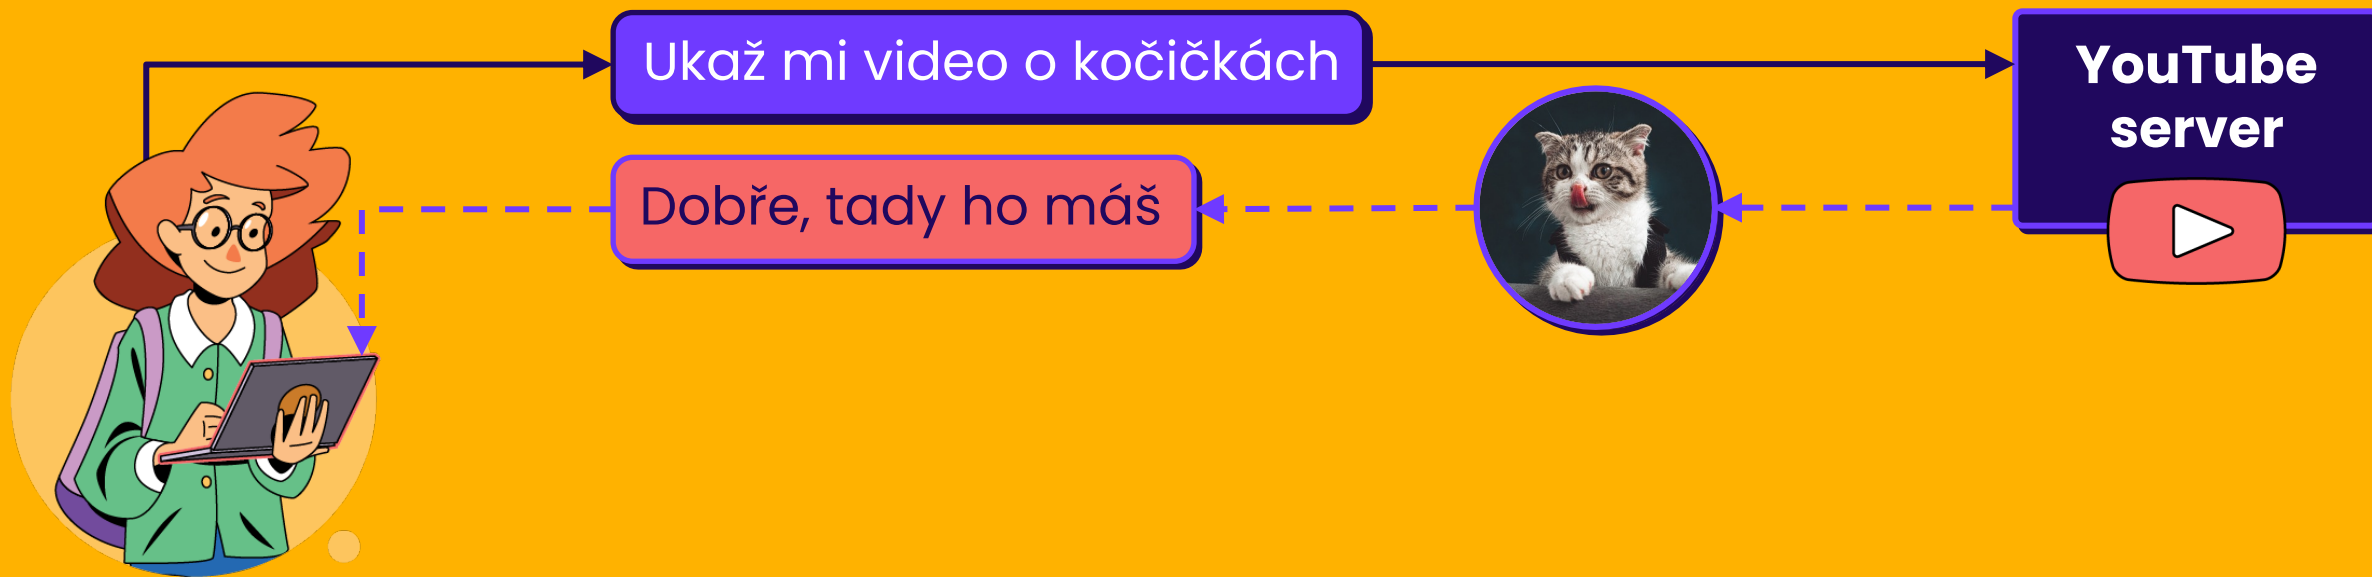 Ukaž mi video o kočičkách
YouTube
server
Dobře, tady ho máš